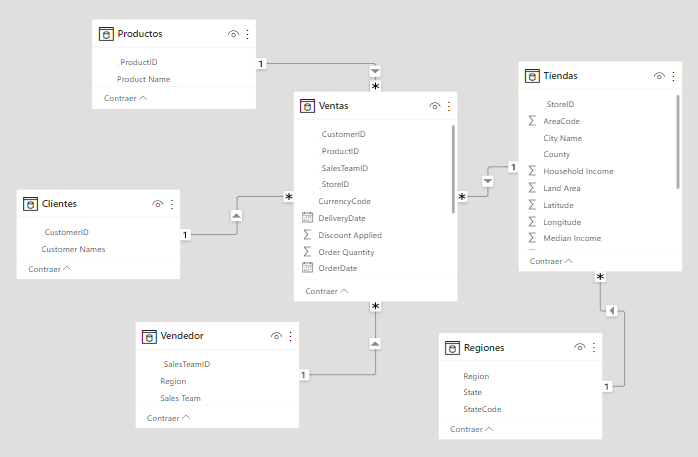 Productos
_ProductID
Product Name
Contraer
1
*
Ventas
_CustomerID
_ProductID
_SalesTeamID
_StoreID
CurrencyCode
DeliveryDate
Discount Applied
Order Quantity
OrderDate
Contraer
Tiendas
_StoreID
AreaCode
City Name
County
Household Income
Land Area
Latitude
Longitude
Median Income
Contraer
*
1
*
Clientes
_CustomerID
Customer Names
Contraer
1
*
Vendedor
_SalesTeamID
Region
Sales Team
Contraer
1
*
Regiones
Region
State
StateCode
Contraer
1